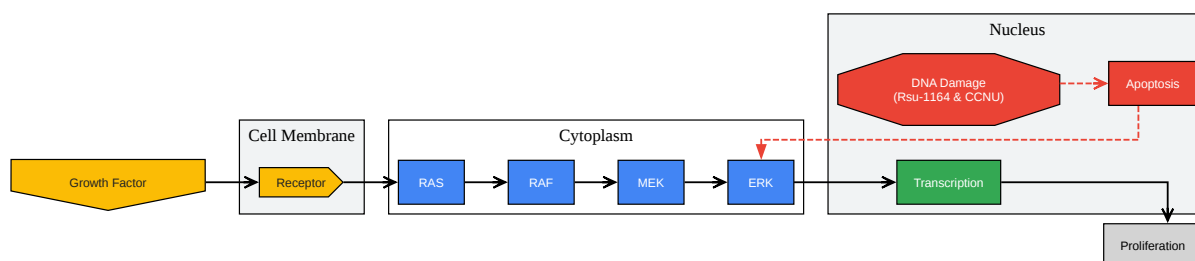 Nucleus
DNA Damage
(Rsu-1164 & CCNU)
Apoptosis
Cell Membrane
Cytoplasm
Growth Factor
Receptor
RAS
RAF
MEK
ERK
Transcription
Proliferation